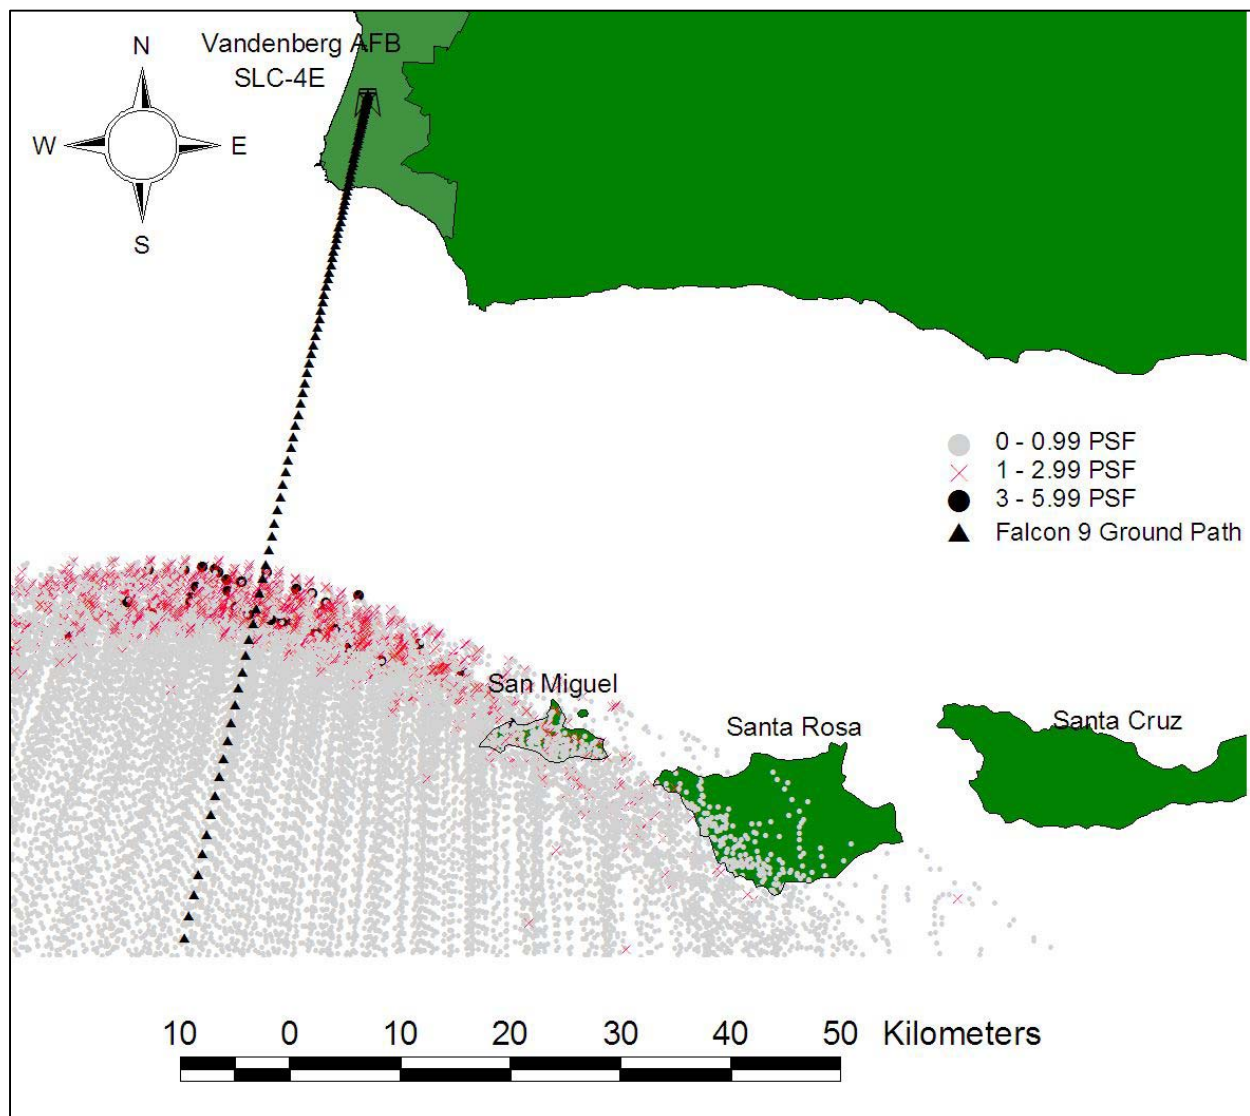 Vandenberg AFB
SLC-4E
N
W E
S
0 - 0.99 PSF
1 - 2.99 PSF
3 - 5.99 PSF
Falcon 9 Ground Path
San Miguel
Santa Rosa
Santa Cruz
10 0 10 20 30 40 50 Kilometers